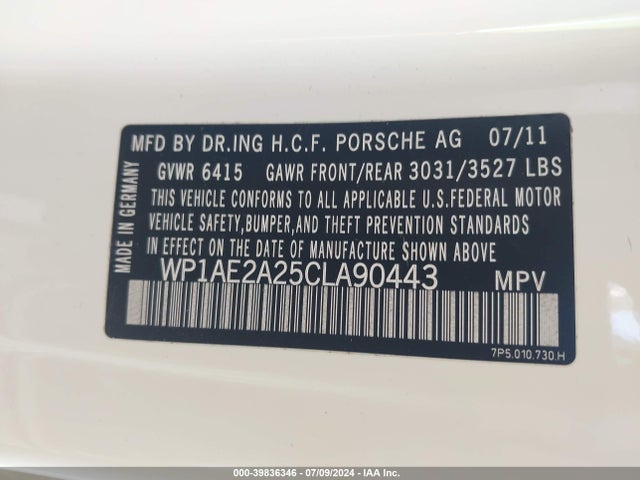 MFD BY DR.ING H.C.F. PORSCHE AG 07/11
GVWR 6415 GAWR FRONT/REAR 3031/3527 LBS
THIS VEHICLE CONFORMS TO ALL APPLICABLE U.S.FEDERAL MOTOR
VEHICLE SAFETY,BUMPER,AND THEFT PREVENTION STANDARDS
IN EFFECT ON THE DATE OF MANUFACTURE SHOWN ABOVE
WP1AE2A25CLA90443 MPV
MADE IN GERMANY
7P5.010.730.H
000-39836346 - 07/09/2024 - IAA Inc.